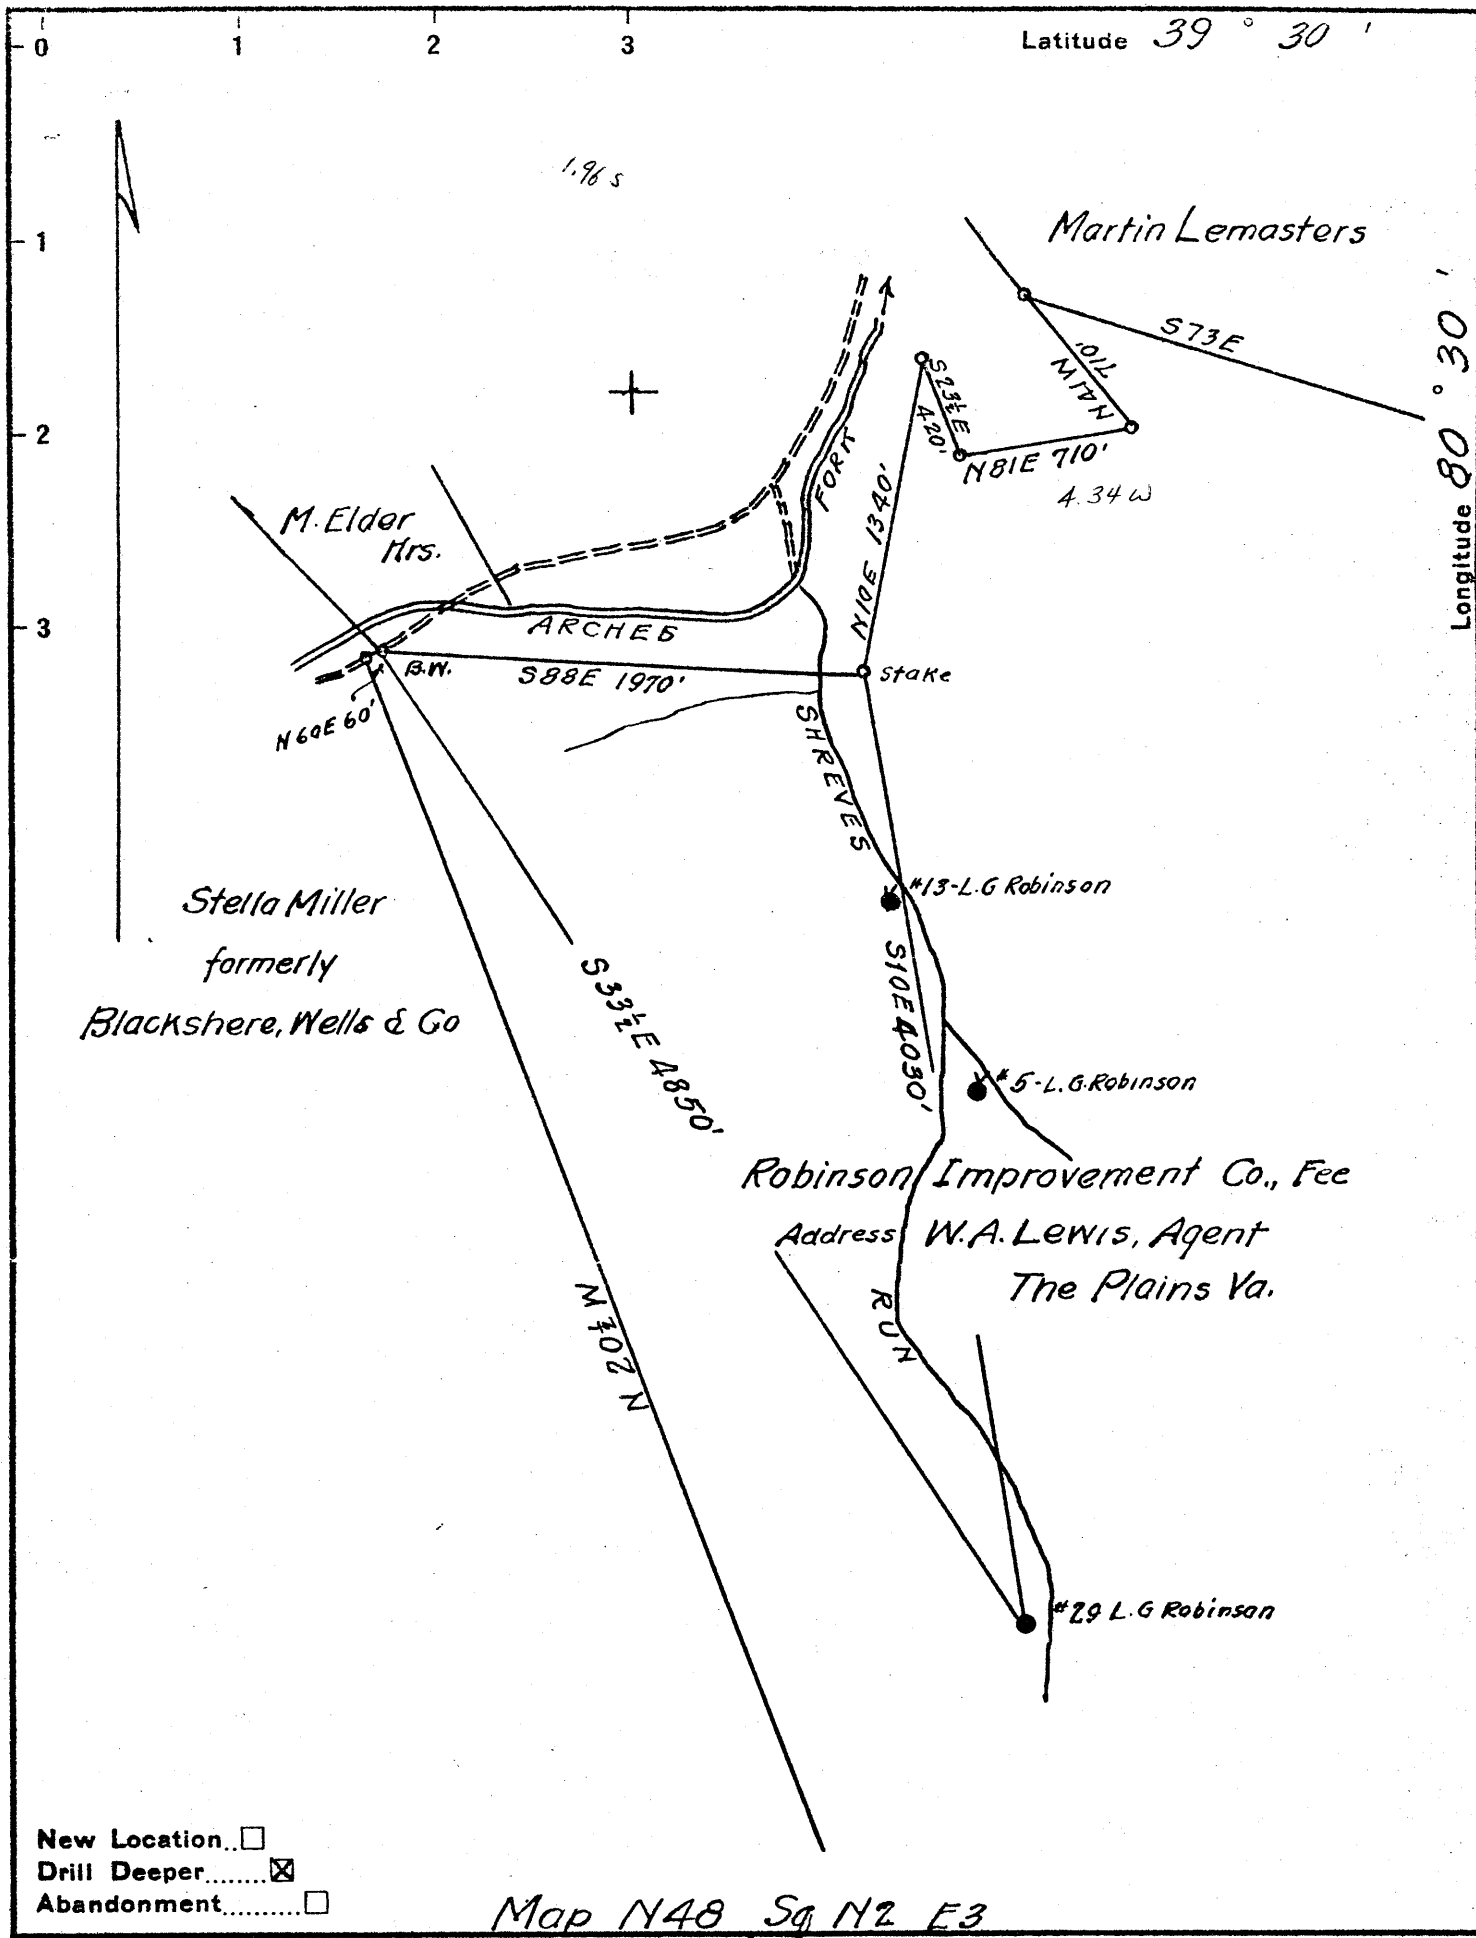 0 1 2 3
Latitude 39 ° 30 '
1.96 s
1
Martin Lemasters
S73E
N41W
710'
Longitude 80 ° 30 '
S23½E
420'
2
FORK
N81E 710'
4.34 W
M. Elder
Hrs.
N10E 1340'
3
ARCHES
B.W.
S88E 1970'
Stake
N60E 60'
SHREVES
#13-L.G Robinson
Stella Miller
formerly
Blackshere, Wells & Co
S33½E 4850'
S10E 4030'
#5-L.G. Robinson
Robinson Improvement Co., Fee
Address W.A. Lewis, Agent
The Plains Va.
RUN
N 20½ W
#29 L.G Robinson
New Location..☐
Drill Deeper.......☒
Abandonment..........☐
Map N48 Sq N2 E3